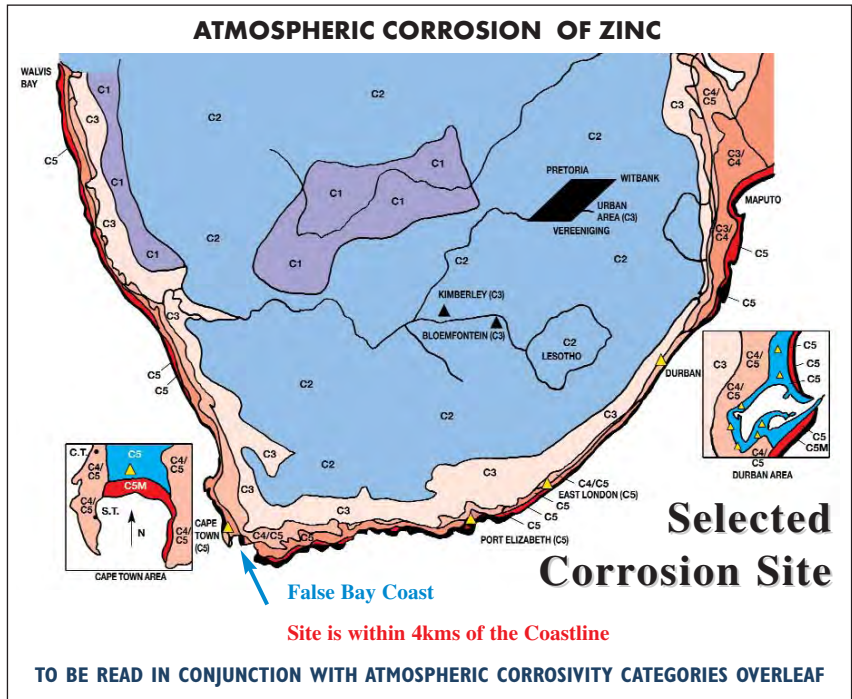 ATMOSPHERIC CORROSION OF ZINC
WALVIS
BAY
C1
C3
C5
C1
C3
C2
C2
C2
C1
C1
C1
C2
C2
C3
C4/
C5
C3/
C4
MAPUTO
C3/
C4
C5
C5
PRETORIA
WITBANK
URBAN
AREA (C3)
VEREENIGING
C2
C2
KIMBERLEY (C3)
BLOEMFONTEIN (C3)
C2
LESOTHO
C3
C5
C5
C2
C2
C2
C3
C3
C3
C3
C3
DURBAN
C3
C4/
C5
C4/
C5
C5
C5
C5
C4/
C5
C5
C5M
DURBAN AREA
C.T.
C4/
C5
C5
C5M
C4/
C5
C4/
C5
S.T.
N
C4/
C5
CAPE TOWN AREA
CAPE
TOWN
(C5)
C4/C5
C5
C4/C5
EAST LONDON (C5)
C5
C5
C5
PORT ELIZABETH (C5)
Selected
Corrosion Site
False Bay Coast
Site is within 4kms of the Coastline
TO BE READ IN CONJUNCTION WITH ATMOSPHERIC CORROSIVITY CATEGORIES OVERLEAF